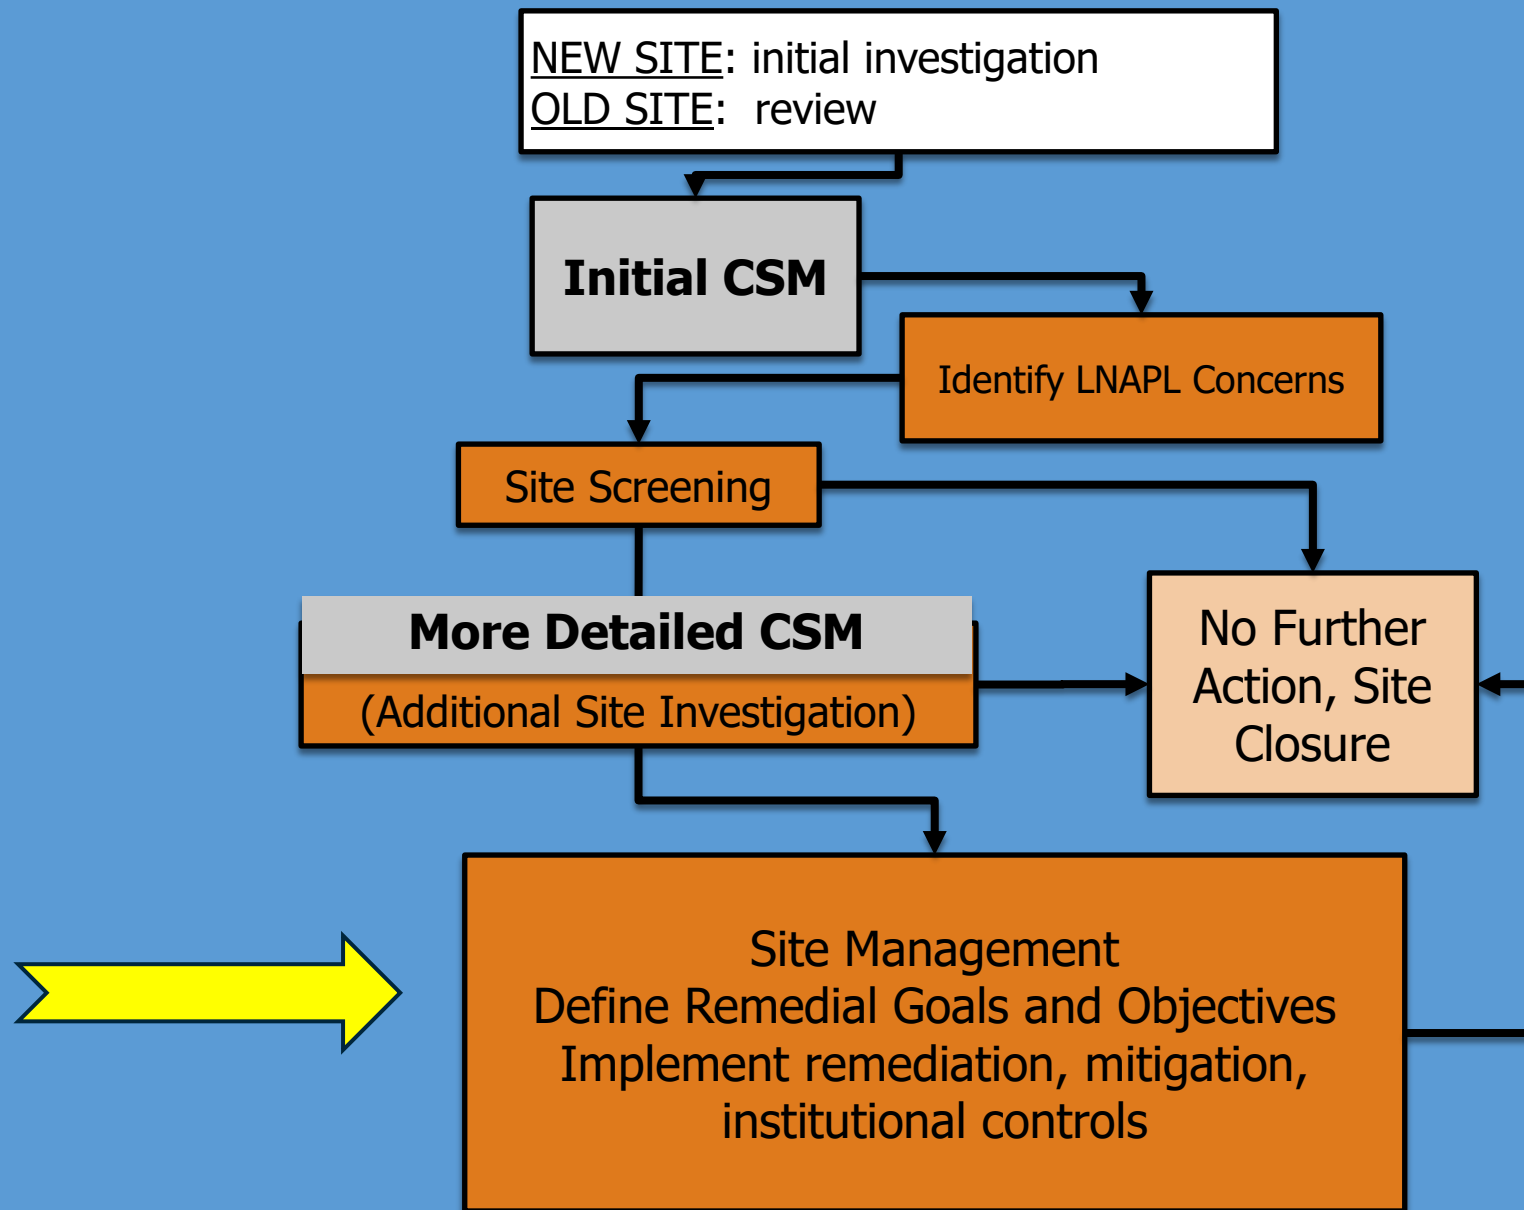 NEW SITE: initial investigation
OLD SITE: review
Initial CSM
Identify LNAPL Concerns
Site Screening
More Detailed CSM
(Additional Site Investigation)
No Further
Action, Site
Closure
Site Management
Define Remedial Goals and Objectives
Implement remediation, mitigation,
institutional controls